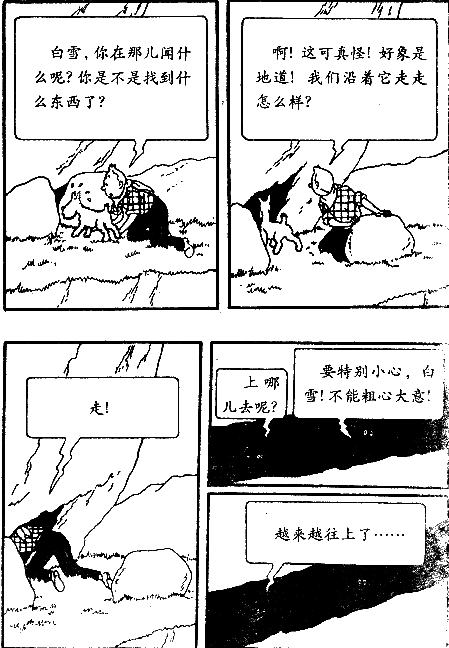 白雪,你在那儿闻什
么呢?你是不是找到什
么东西了?
啊!这可真怪!好象是
地道!我们沿着它走走
怎么样?
走!
上哪
儿去呢?
要特别小心,白
雪!不能粗心大意!
越来越往上了……